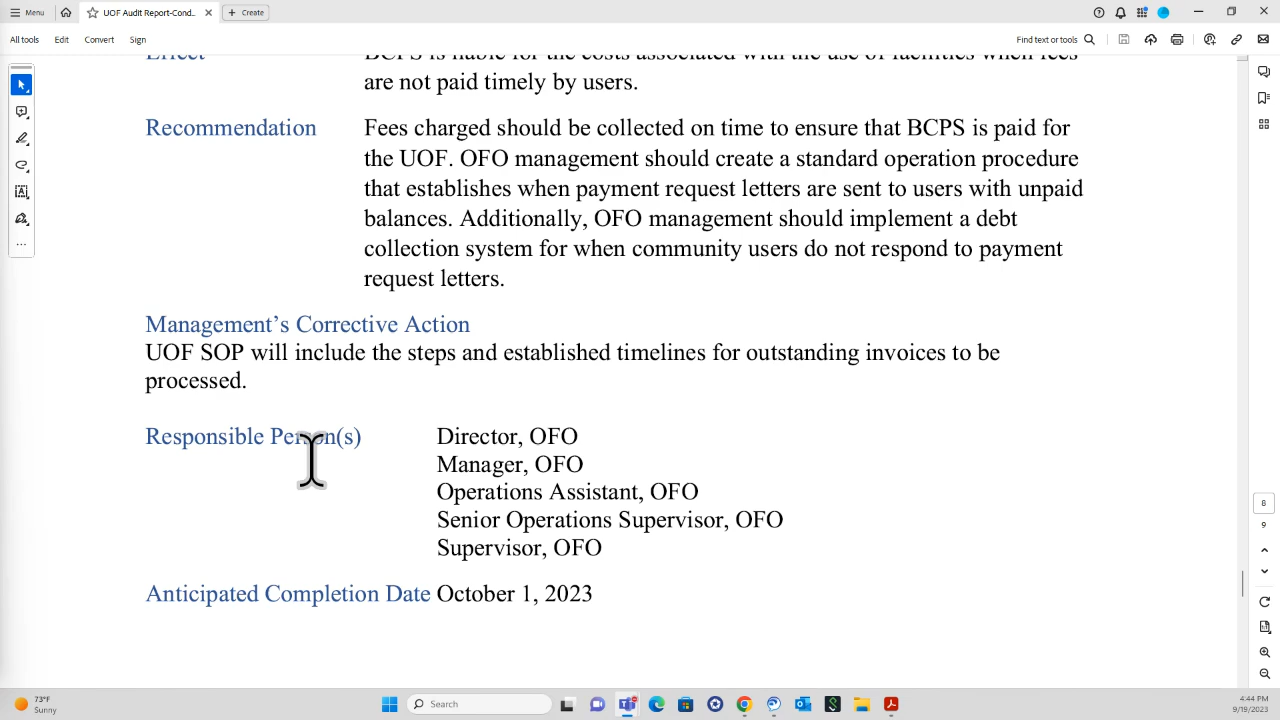 Menu
UOF Audit Report-Cond...
Create
All tools
Edit
Convert
Sign
Find text or tools
Effect
BCPS is liable for the costs associated with the use of facilities when fees
are not paid timely by users.
Recommendation
Fees charged should be collected on time to ensure that BCPS is paid for
the UOF. OFO management should create a standard operation procedure
that establishes when payment request letters are sent to users with unpaid
balances. Additionally, OFO management should implement a debt
collection system for when community users do not respond to payment
request letters.
Management's Corrective Action
UOF SOP will include the steps and established timelines for outstanding invoices to be
processed.
Responsible Person(s)
Director, OFO
Manager, OFO
Operations Assistant, OFO
Senior Operations Supervisor, OFO
Supervisor, OFO
Anticipated Completion Date October 1, 2023
8
9
73°F
Sunny
Search
4:44 PM
9/19/2023